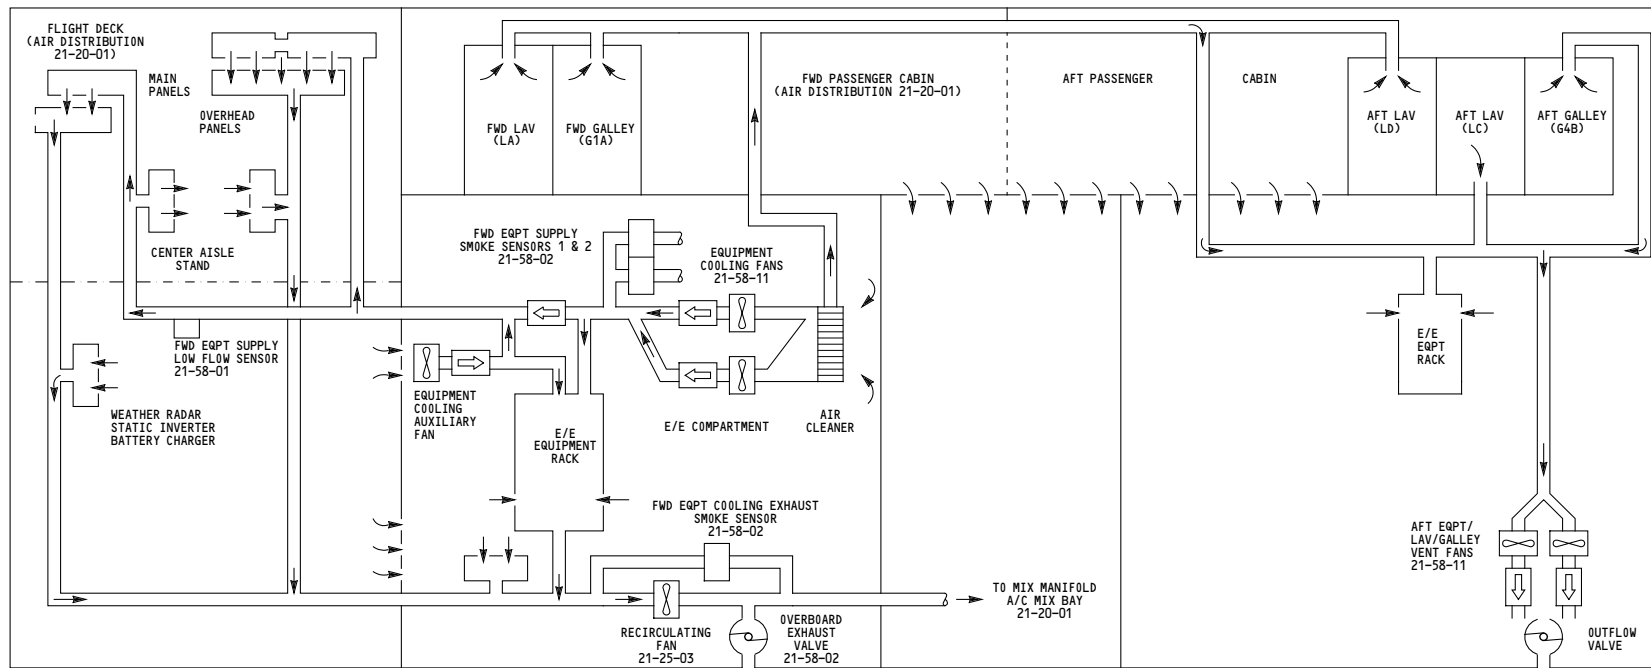 FLIGHT DECK
(AIR DISTRIBUTION
21-20-01)
MAIN
PANELS
OVERHEAD
PANELS
CENTER AISLE
STAND
FWD EQPT SUPPLY
LOW FLOW SENSOR
21-58-01
WEATHER RADAR
STATIC INVERTER
BATTERY CHARGER
FWD LAV
(LA)
FWD GALLEY
(G1A)
FWD PASSENGER CABIN
(AIR DISTRIBUTION 21-20-01)
AFT PASSENGER
CABIN
AFT LAV
(LD)
AFT LAV
(LC)
AFT GALLEY
(G4B)
FWD EQPT SUPPLY
SMOKE SENSORS 1 & 2
21-58-02
EQUIPMENT
COOLING FANS
21-58-11
EQUIPMENT
COOLING
AUXILIARY
FAN
E/E
EQUIPMENT
RACK
E/E COMPARTMENT
AIR
CLEANER
E/E
EQPT
RACK
FWD EQPT COOLING EXHAUST
SMOKE SENSOR
21-58-02
RECIRCULATING
FAN
21-25-03
OVERBOARD
EXHAUST
VALVE
21-58-02
TO MIX MANIFOLD
A/C MIX BAY
21-20-01
AFT EQPT/
LAV/GALLEY
VENT FANS
21-58-11
OUTFLOW
VALVE